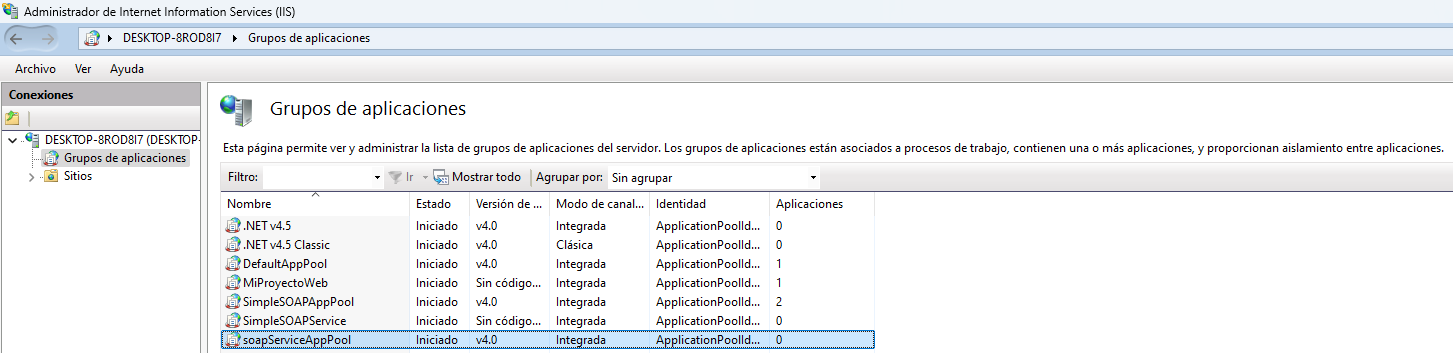 Administrador de Internet Information Services (IIS)
DESKTOP-8ROD8I7 Grupos de aplicaciones
Archivo Ver Ayuda
Conexiones
DESKTOP-8ROD8I7 (DESKTOP-
Grupos de aplicaciones
Sitios
Grupos de aplicaciones
Esta página permite ver y administrar la lista de grupos de aplicaciones del servidor. Los grupos de aplicaciones están asociados a procesos de trabajo, contienen una o más aplicaciones, y proporcionan aislamiento entre aplicaciones.
Filtro: Ir Mostrar todo Agrupar por: Sin agrupar
Nombre Estado Versión de ... Modo de canal... Identidad Aplicaciones
.NET v4.5 Iniciado v4.0 Integrada ApplicationPoolId... 0
.NET v4.5 Classic Iniciado v4.0 Clásica ApplicationPoolId... 0
DefaultAppPool Iniciado v4.0 Integrada ApplicationPoolId... 1
MiProyectoWeb Iniciado Sin código... Integrada ApplicationPoolId... 1
SimpleSOAPAppPool Iniciado v4.0 Integrada ApplicationPoolId... 2
SimpleSOAPService Iniciado Sin código... Integrada ApplicationPoolId... 0
soapServiceAppPool Iniciado v4.0 Integrada ApplicationPoolId... 0